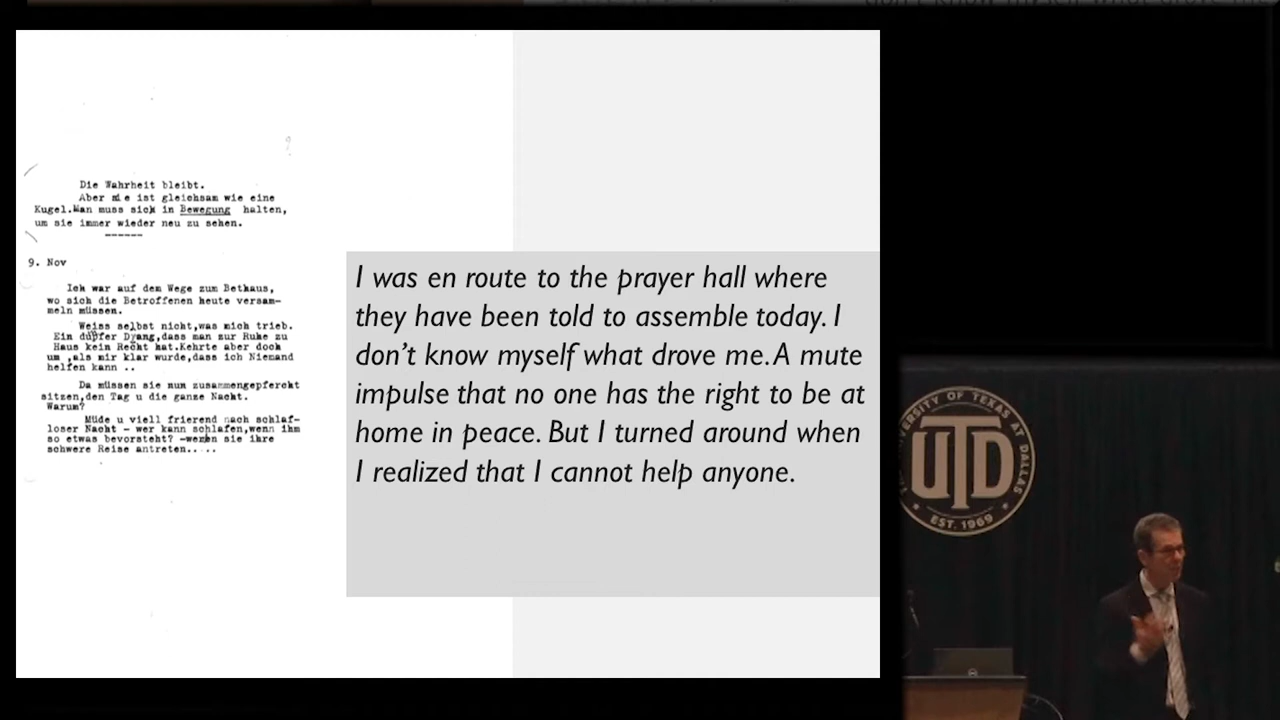 Die Wahrheit bleibt.
Aber sie ist gleichsam wie eine
Kugel.Man muss sich in Bewegung halten,
um sie immer wieder neu zu sehen.
------
9. Nov
Ich war auf dem Wege zum Bethaus,
wo sich die Betroffenen heute versam-
meln müssen.
Weiss selbst nicht,was mich trieb.
Ein Dyang,dass man zur Ruhe zu
Haus kein Recht hat.Kehrte aber doch
um ,als mir klar wurde,dass ich Niemand
helfen kann ..
Da müssen sie nun zusammengepfercht
sitzen,den Tag u die ganze Nacht.
Warum?
Müde u viell frierend nach schlaf-
loser Nacht - wer kann schlafen,wenn ihm
so etwas bevorsteht? -werden sie ihre
schwere Reise antreten.....
I was en route to the prayer hall where
they have been told to assemble today. I
don't know myself what drove me. A mute
impulse that no one has the right to be at
home in peace. But I turned around when
I realized that I cannot help anyone.
UNIVERSITY OF TEXAS AT DALLAS
UTD
EST. 1969